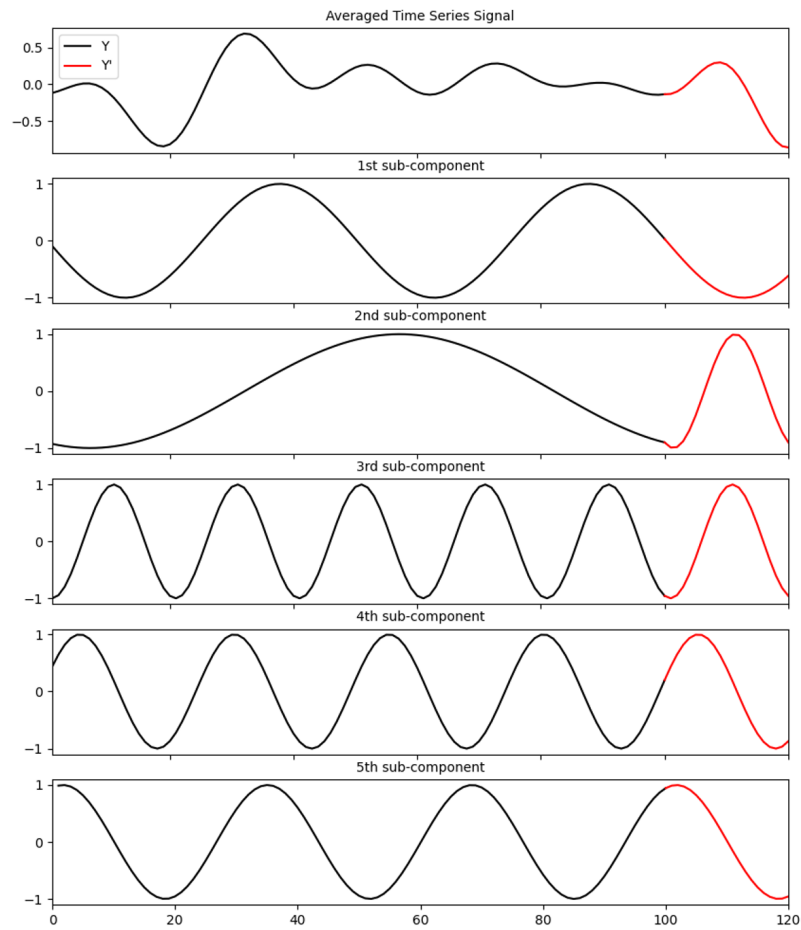 Averaged Time Series Signal
0.5
0.0
−0.5
Y
Y'
1st sub-component
1
0
−1
2nd sub-component
1
0
−1
3rd sub-component
1
0
−1
4th sub-component
1
0
−1
5th sub-component
1
0
−1
0 20 40 60 80 100 120